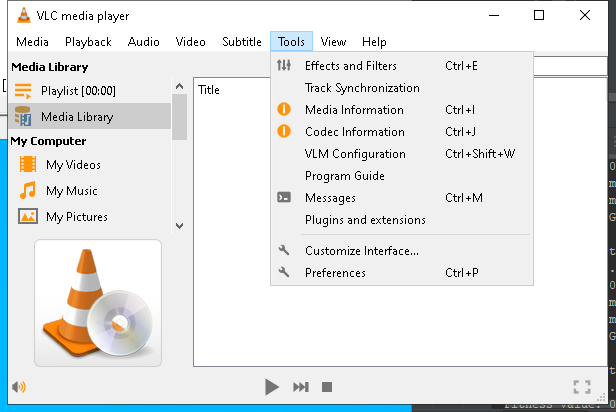 VLC media player
Media Playback Audio Video Subtitle Tools View Help
Media Library
Playlist [00:00]
Media Library
My Computer
My Videos
My Music
My Pictures
Title
Effects and Filters Ctrl+E
Track Synchronization
Media Information Ctrl+I
Codec Information Ctrl+J
VLM Configuration Ctrl+Shift+W
Program Guide
Messages Ctrl+M
Plugins and extensions
Customize Interface...
Preferences Ctrl+P